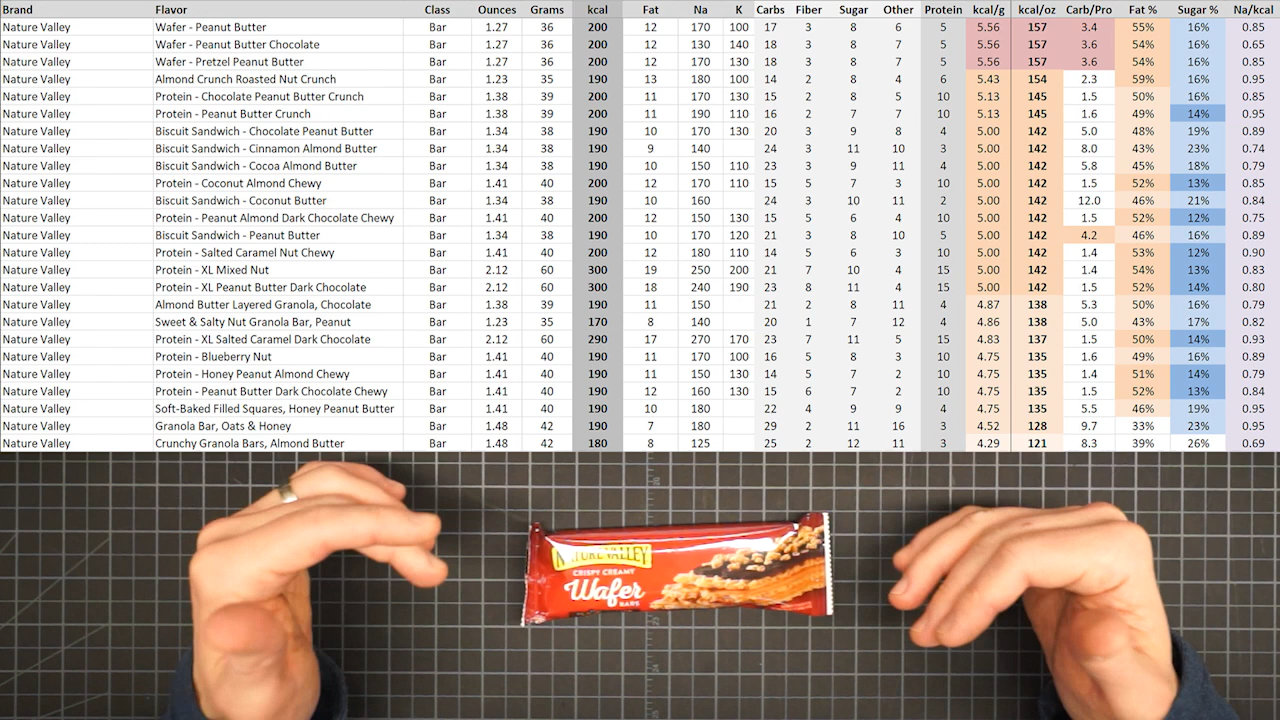 Brand Flavor Class Ounces Grams kcal Fat Na K Carbs Fiber Sugar Other Protein kcal/g kcal/oz Carb/Pro Fat % Sugar % Na/kcal
Nature Valley Wafer - Peanut Butter Bar 1.27 36 200 12 170 100 17 3 8 6 5 5.56 157 3.4 55% 16% 0.85
Nature Valley Wafer - Peanut Butter Chocolate Bar 1.27 36 200 12 130 140 18 3 8 7 5 5.56 157 3.6 54% 16% 0.65
Nature Valley Wafer - Pretzel Peanut Butter Bar 1.27 36 200 12 170 130 18 3 8 7 5 5.56 157 3.6 54% 16% 0.85
Nature Valley Almond Crunch Roasted Nut Crunch Bar 1.23 35 190 13 180 100 14 2 8 4 6 5.43 154 2.3 59% 16% 0.95
Nature Valley Protein - Chocolate Peanut Butter Crunch Bar 1.38 39 200 11 170 130 15 2 8 5 10 5.13 145 1.5 50% 16% 0.85
Nature Valley Protein - Peanut Butter Crunch Bar 1.38 39 200 11 190 110 16 2 7 7 10 5.13 145 1.6 49% 14% 0.95
Nature Valley Biscuit Sandwich - Chocolate Peanut Butter Bar 1.34 38 190 10 170 130 20 3 9 8 4 5.00 142 5.0 48% 19% 0.89
Nature Valley Biscuit Sandwich - Cinnamon Almond Butter Bar 1.34 38 190 9 140 24 3 11 10 3 5.00 142 8.0 43% 23% 0.74
Nature Valley Biscuit Sandwich - Cocoa Almond Butter Bar 1.34 38 190 10 150 110 23 3 9 11 4 5.00 142 5.8 45% 18% 0.79
Nature Valley Protein - Coconut Almond Chewy Bar 1.41 40 200 12 170 110 15 5 7 3 10 5.00 142 1.5 52% 13% 0.85
Nature Valley Biscuit Sandwich - Coconut Butter Bar 1.34 38 190 10 160 24 3 10 11 2 5.00 142 12.0 46% 21% 0.84
Nature Valley Protein - Peanut Almond Dark Chocolate Chewy Bar 1.41 40 200 12 150 130 15 5 6 4 10 5.00 142 1.5 52% 12% 0.75
Nature Valley Biscuit Sandwich - Peanut Butter Bar 1.34 38 190 10 170 120 21 3 8 10 5 5.00 142 4.2 46% 16% 0.89
Nature Valley Protein - Salted Caramel Nut Chewy Bar 1.41 40 200 12 180 110 14 5 6 3 10 5.00 142 1.4 53% 12% 0.90
Nature Valley Protein - XL Mixed Nut Bar 2.12 60 300 19 250 200 21 7 10 4 15 5.00 142 1.4 54% 13% 0.83
Nature Valley Protein - XL Peanut Butter Dark Chocolate Bar 2.12 60 300 18 240 190 23 8 11 4 15 5.00 142 1.5 52% 14% 0.80
Nature Valley Almond Butter Layered Granola, Chocolate Bar 1.38 39 190 11 150 21 2 8 11 4 4.87 138 5.3 50% 16% 0.79
Nature Valley Sweet & Salty Nut Granola Bar, Peanut Bar 1.23 35 170 8 140 20 1 7 12 4 4.86 138 5.0 43% 17% 0.82
Nature Valley Protein - XL Salted Caramel Dark Chocolate Bar 2.12 60 290 17 270 170 23 7 11 5 15 4.83 137 1.5 50% 14% 0.93
Nature Valley Protein - Blueberry Nut Bar 1.41 40 190 11 170 100 16 5 8 3 10 4.75 135 1.6 49% 16% 0.89
Nature Valley Protein - Honey Peanut Almond Chewy Bar 1.41 40 190 11 150 130 14 5 7 2 10 4.75 135 1.4 51% 14% 0.79
Nature Valley Protein - Peanut Butter Dark Chocolate Chewy Bar 1.41 40 190 12 160 130 15 6 7 2 10 4.75 135 1.5 52% 13% 0.84
Nature Valley Soft-Baked Filled Squares, Honey Peanut Butter Bar 1.41 40 190 10 180 22 4 9 9 4 4.75 135 5.5 46% 19% 0.95
Nature Valley Granola Bar, Oats & Honey Bar 1.48 42 190 7 180 29 2 11 16 3 4.52 128 9.7 33% 23% 0.95
Nature Valley Crunchy Granola Bars, Almond Butter Bar 1.48 42 180 8 125 25 2 12 11 3 4.29 121 8.3 39% 26% 0.69
NATURE VALLEY
CRISPY CREAMY
Wafer
BARS